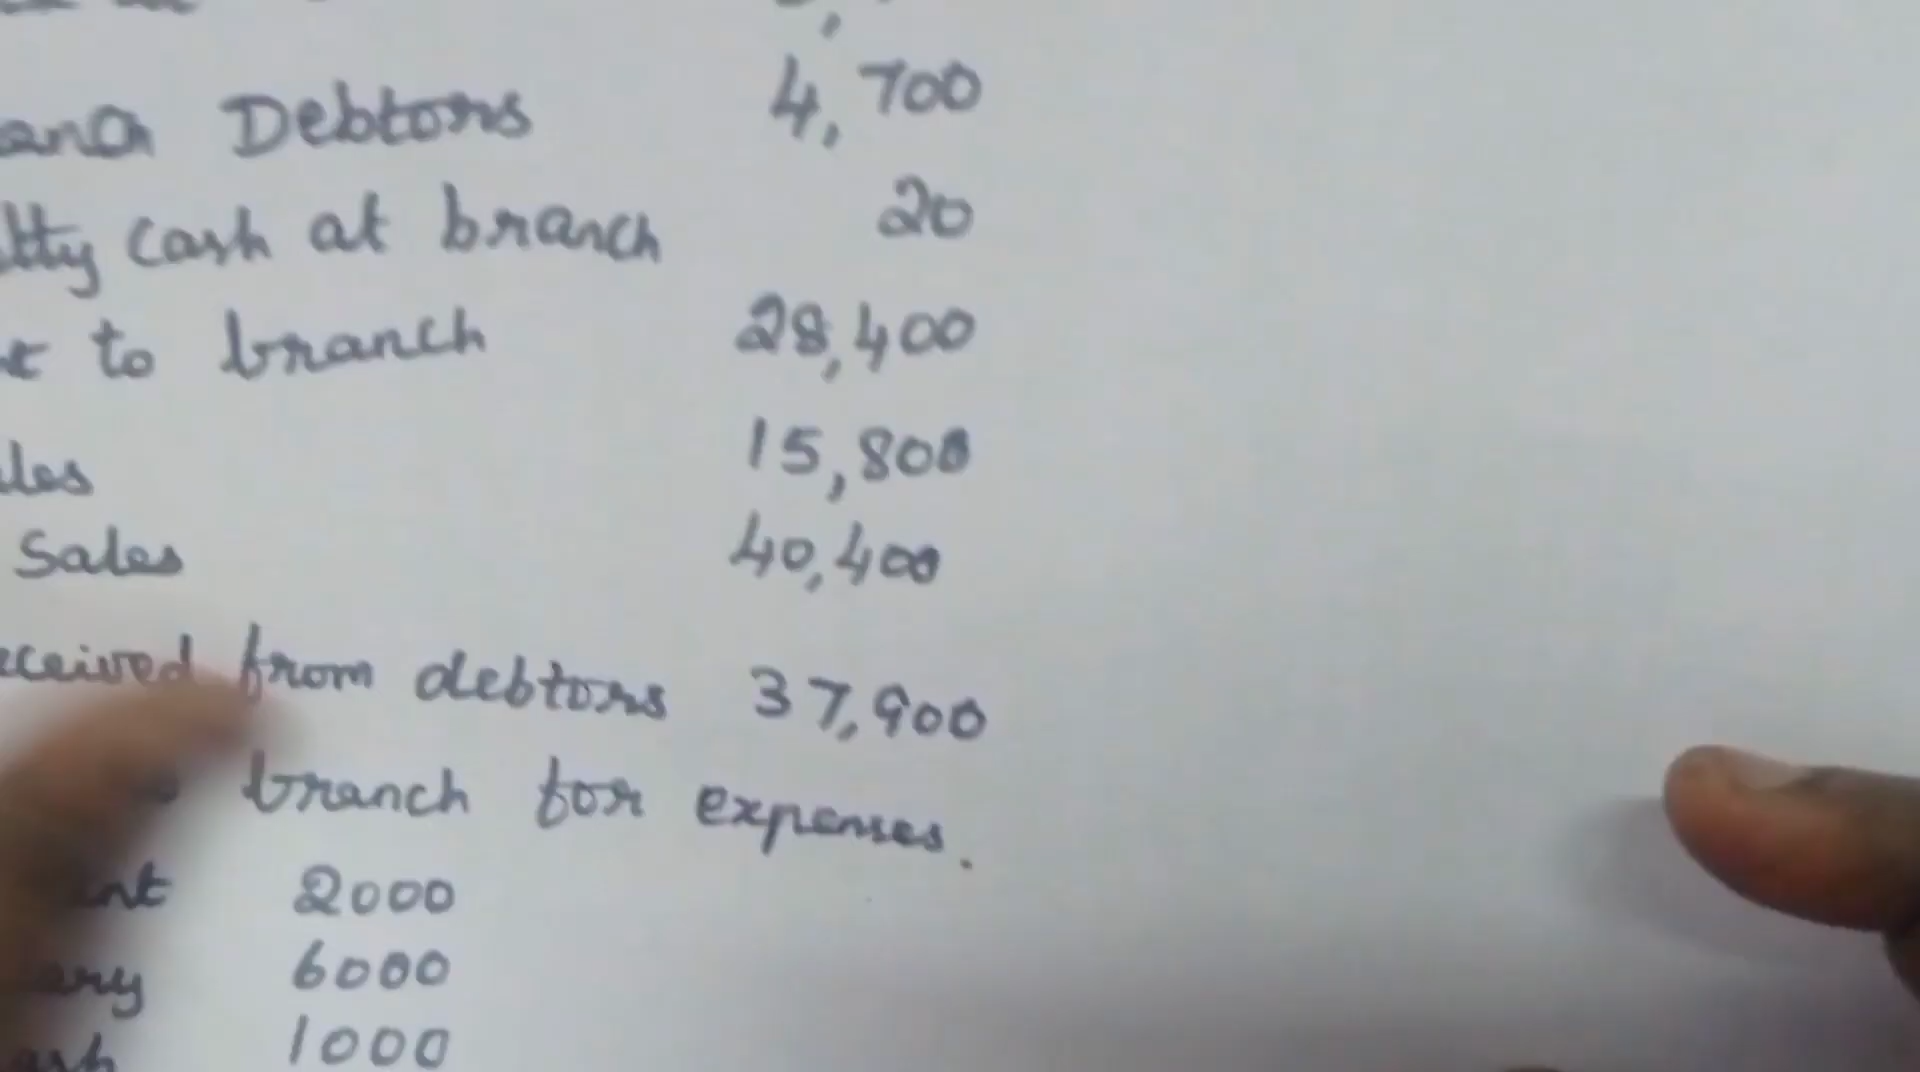 Debtors 4,700
cash at branch 20
to branch 28,400
15,800
Sales 40,400
from debtors 37,900
branch for expenses.
2000
6000
1000